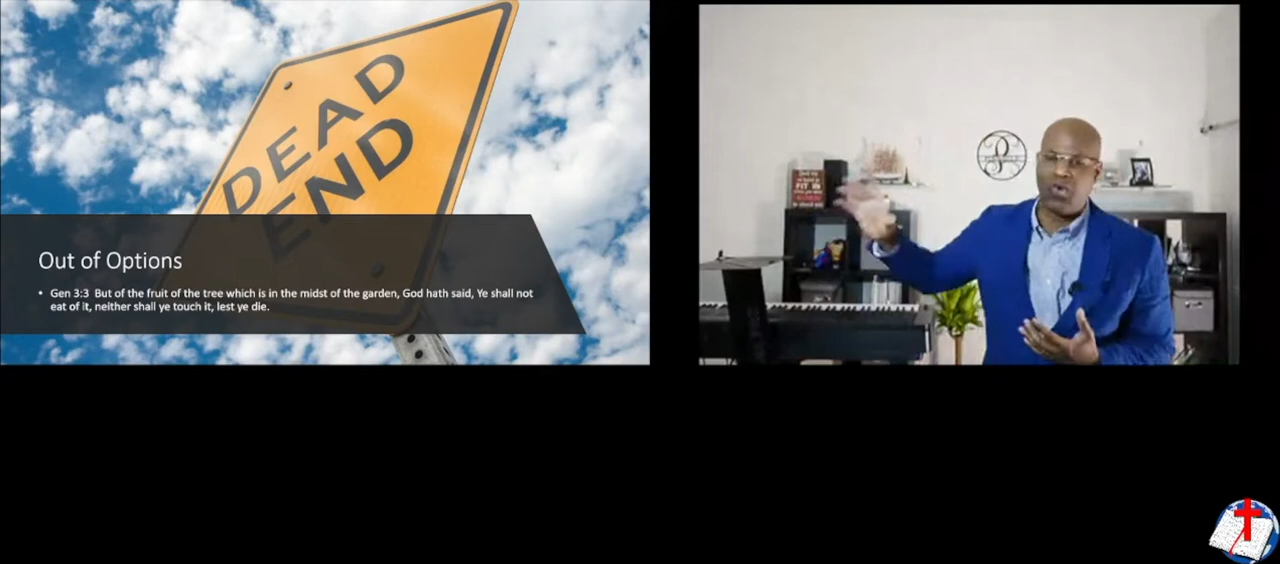 DEAD
END
Out of Options
• Gen 3:3 But of the fruit of the tree which is in the midst of the garden, God hath said, Ye shall not
eat of it, neither shall ye touch it, lest ye die.
FIT IN